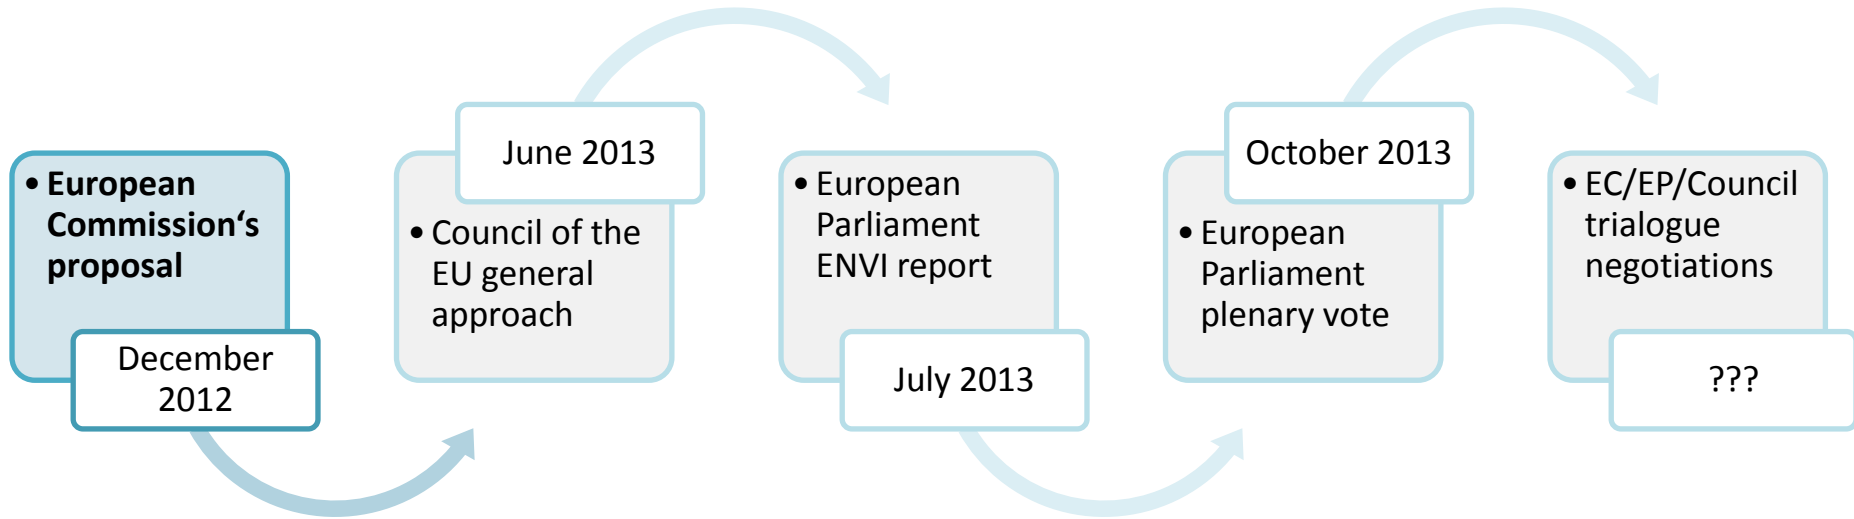 • European
Commission‘s
proposal
December
2012
June 2013
• Council of the
EU general
approach
• European
Parliament
ENVI report
July 2013
October 2013
• European
Parliament
plenary vote
• EC/EP/Council
trialogue
negotiations
???